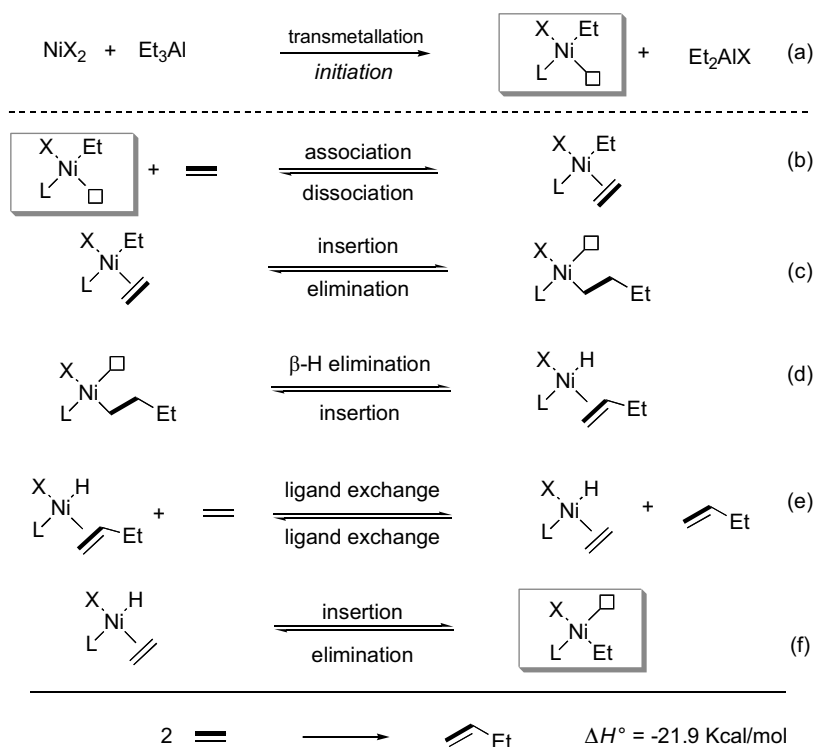 NiX₂ + Et₃Al transmetallation initiation X Et Ni L + Et₂AlX (a)
X Et Ni L + association dissociation X Et Ni L (b)
X Et Ni L insertion elimination X Ni L Et (c)
X Ni L Et β-H elimination insertion X H Ni L Et (d)
X H Ni L Et + ligand exchange ligand exchange X H Ni L + Et (e)
X H Ni L insertion elimination X Ni L Et (f)
2 Et ΔH° = -21.9 Kcal/mol